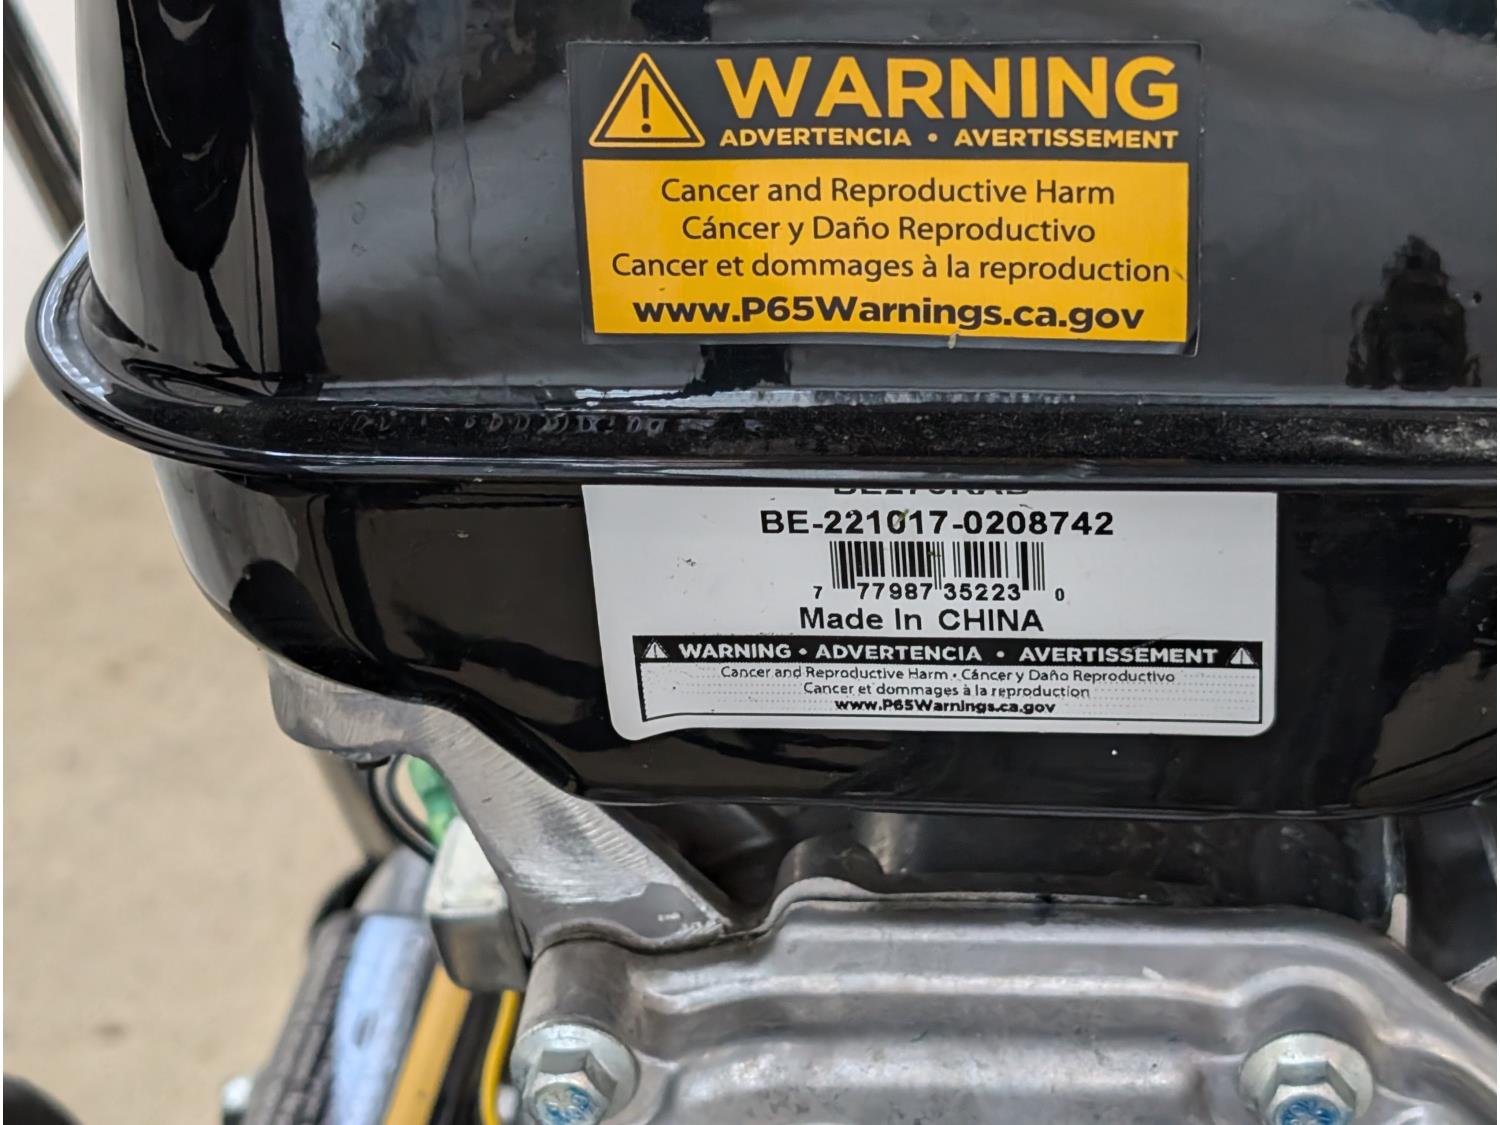 WARNING
ADVERTENCIA • AVERTISSEMENT
Cancer and Reproductive Harm
Cáncer y Daño Reproductivo
Cancer et dommages à la reproduction
www.P65Warnings.ca.gov
BE-221017-0208742
7 77987 35223 0
Made In CHINA
WARNING • ADVERTENCIA • AVERTISSEMENT
Cancer and Reproductive Harm • Cáncer y Daño Reproductivo
Cancer et dommages à la reproduction
www.P65Warnings.ca.gov